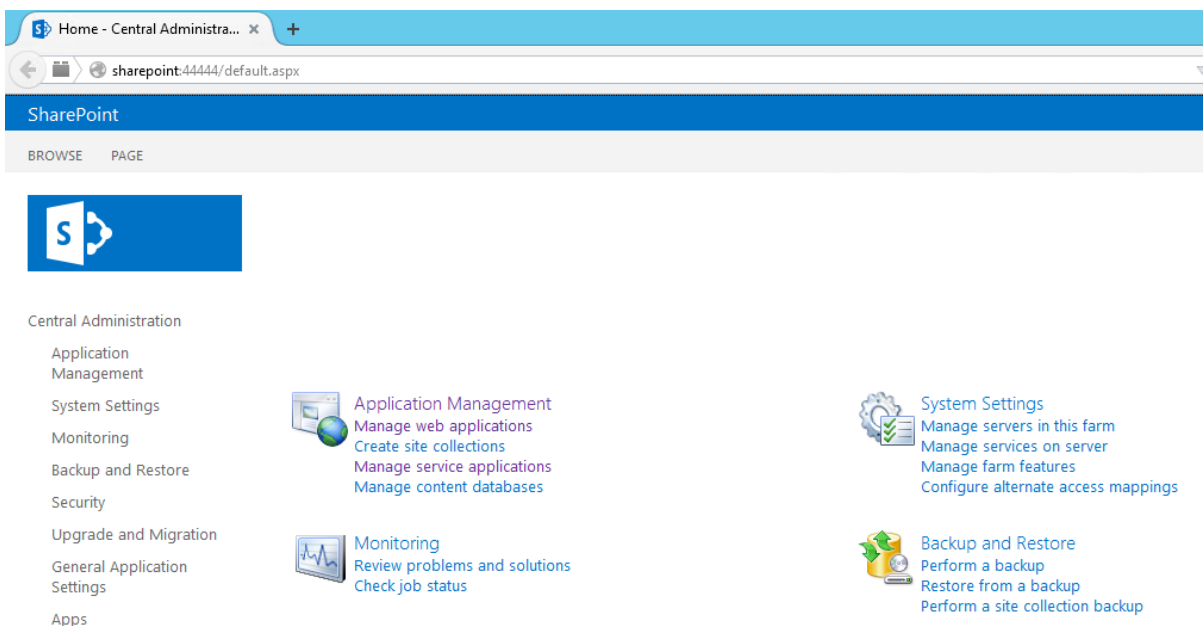 Home - Central Administra...
sharepoint:44444/default.aspx
SharePoint
BROWSE PAGE
S
Central Administration
Application
Management
System Settings
Monitoring
Backup and Restore
Security
Upgrade and Migration
General Application
Settings
Apps
Application Management
Manage web applications
Create site collections
Manage service applications
Manage content databases
System Settings
Manage servers in this farm
Manage services on server
Manage farm features
Configure alternate access mappings
Monitoring
Review problems and solutions
Check job status
Backup and Restore
Perform a backup
Restore from a backup
Perform a site collection backup